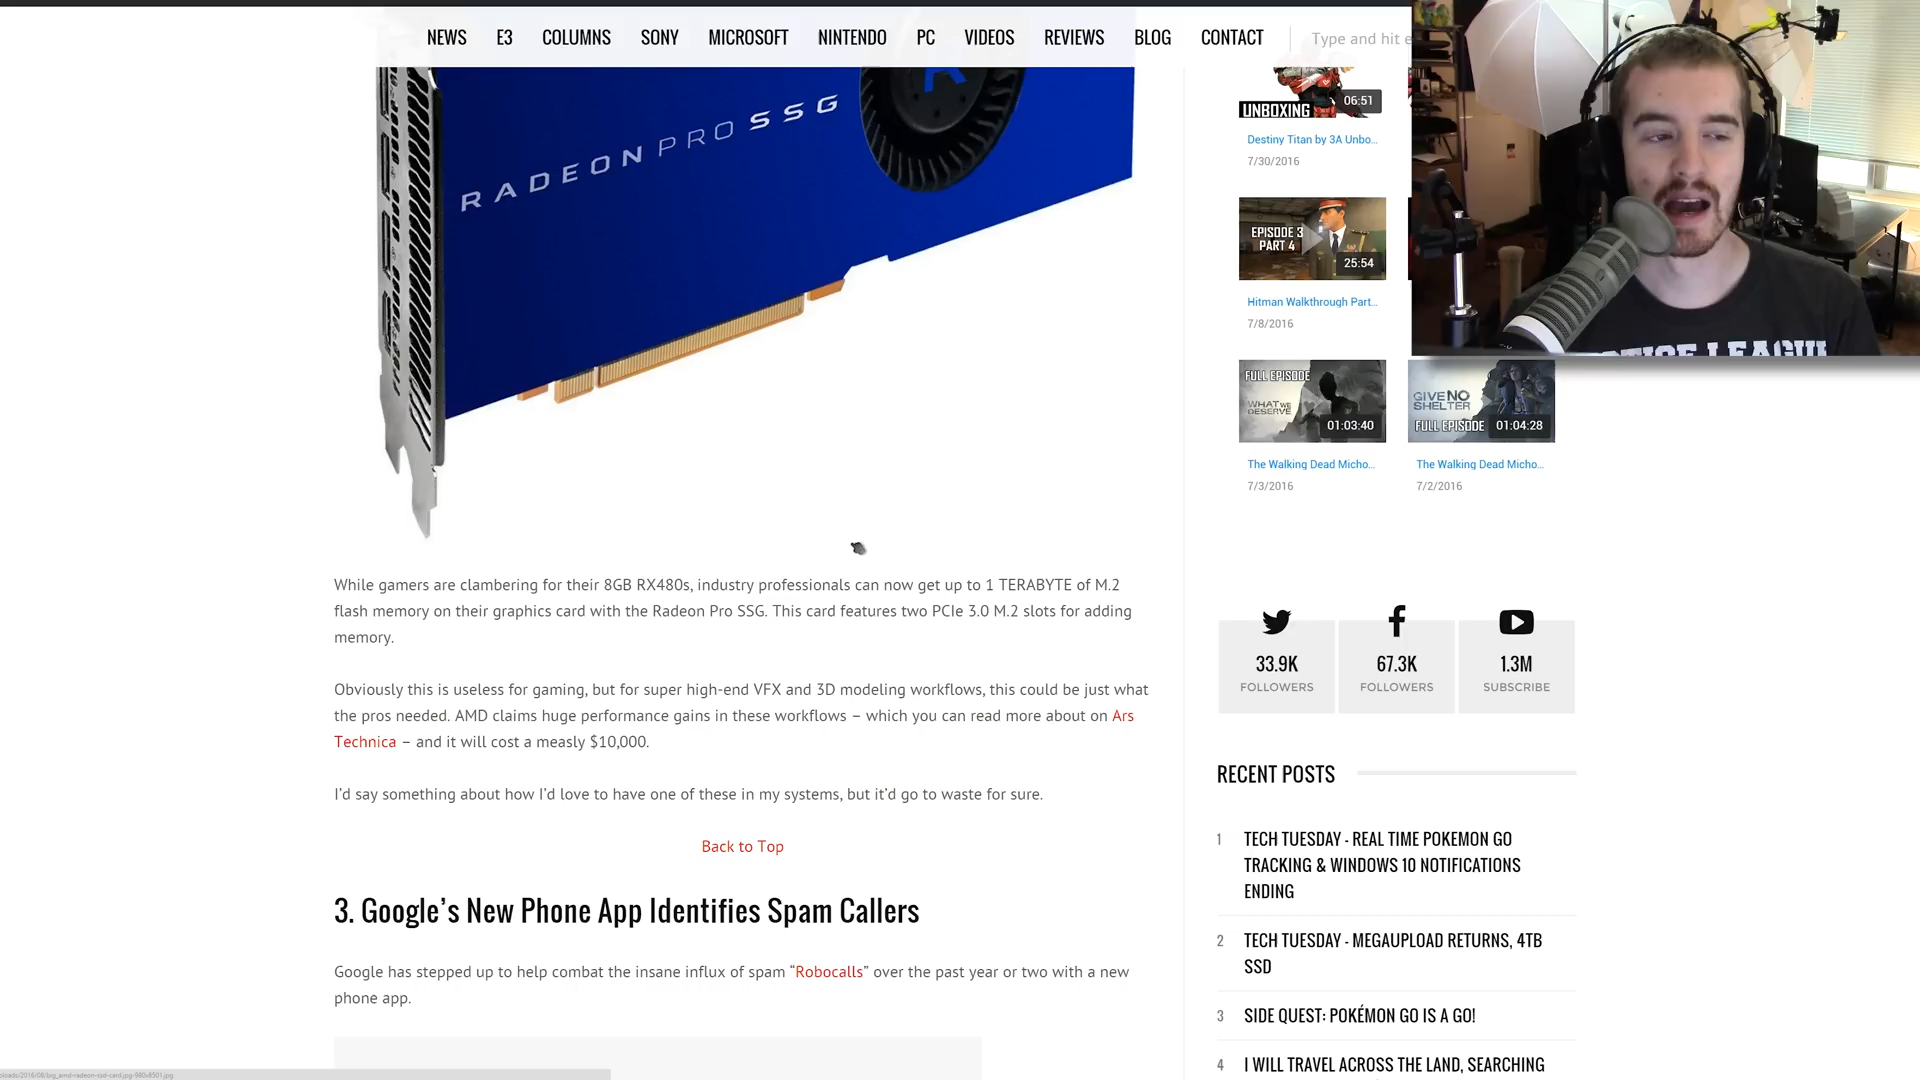 NEWS E3 COLUMNS SONY MICROSOFT NINTENDO PC VIDEOS REVIEWS BLOG CONTACT Type and hit e
RADEON PRO SSG
While gamers are clambering for their 8GB RX480s, industry professionals can now get up to 1 TERABYTE of M.2
flash memory on their graphics card with the Radeon Pro SSG. This card features two PCIe 3.0 M.2 slots for adding
memory.
Obviously this is useless for gaming, but for super high-end VFX and 3D modeling workflows, this could be just what
the pros needed. AMD claims huge performance gains in these workflows – which you can read more about on Ars
Technica – and it will cost a measly $10,000.
I'd say something about how I'd love to have one of these in my systems, but it'd go to waste for sure.
Back to Top
3. Google's New Phone App Identifies Spam Callers
Google has stepped up to help combat the insane influx of spam “Robocalls” over the past year or two with a new
phone app.
UNBOXING
06:51
Destiny Titan by 3A Unbo...
7/30/2016
EPISODE 3
PART 4
25:54
Hitman Walkthrough Part...
7/8/2016
FULL EPISODE
WHAT WE
DESERVE
01:03:40
The Walking Dead Micho...
7/3/2016
GIVE NO
SHELTER
FULL EPISODE
01:04:28
The Walking Dead Micho...
7/2/2016
33.9K
FOLLOWERS
67.3K
FOLLOWERS
1.3M
SUBSCRIBE
RECENT POSTS
1 TECH TUESDAY - REAL TIME POKEMON GO
TRACKING & WINDOWS 10 NOTIFICATIONS
ENDING
2 TECH TUESDAY - MEGAUPLOAD RETURNS, 4TB
SSD
3 SIDE QUEST: POKÉMON GO IS A GO!
4 I WILL TRAVEL ACROSS THE LAND, SEARCHING
LEAGUE